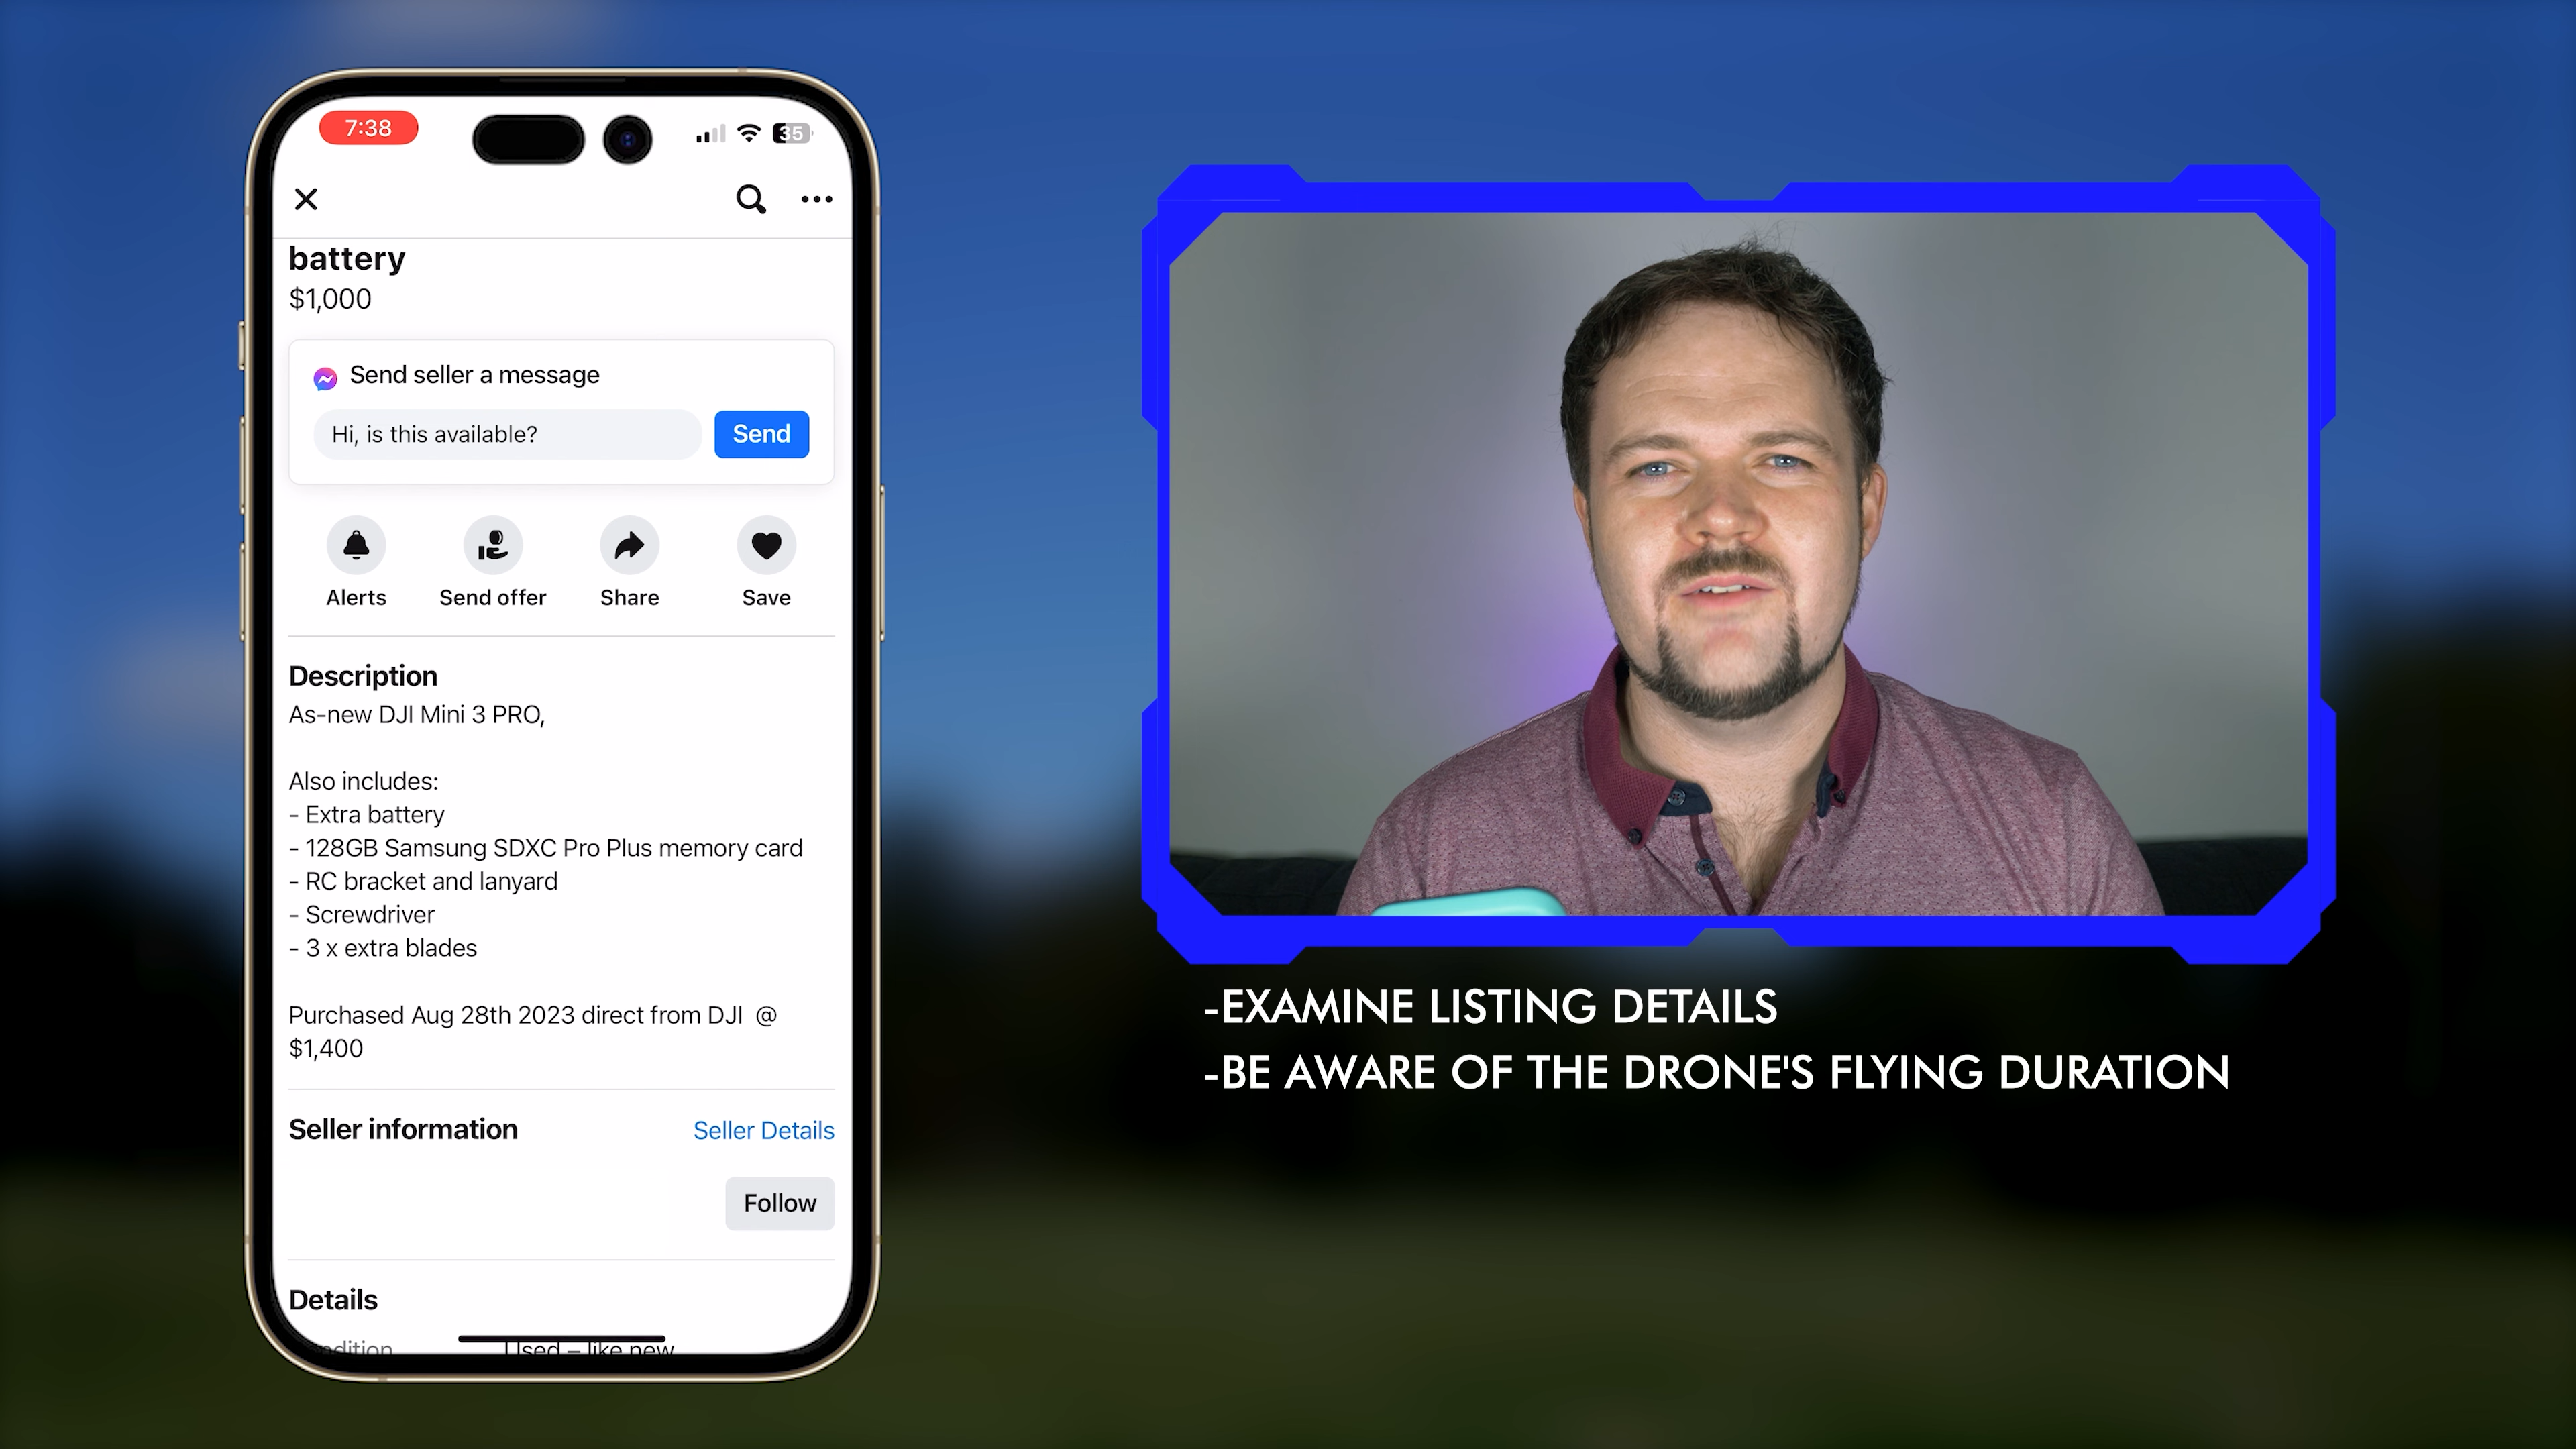 7:38
35
battery
$1,000
Send seller a message
Hi, is this available?
Send
Alerts
Send offer
Share
Save
Description
As-new DJI Mini 3 PRO,
Also includes:
- Extra battery
- 128GB Samsung SDXC Pro Plus memory card
- RC bracket and lanyard
- Screwdriver
- 3 x extra blades
Purchased Aug 28th 2023 direct from DJI @
$1,400
Seller information
Seller Details
Follow
Details
Used – like new
-EXAMINE LISTING DETAILS
-BE AWARE OF THE DRONE'S FLYING DURATION